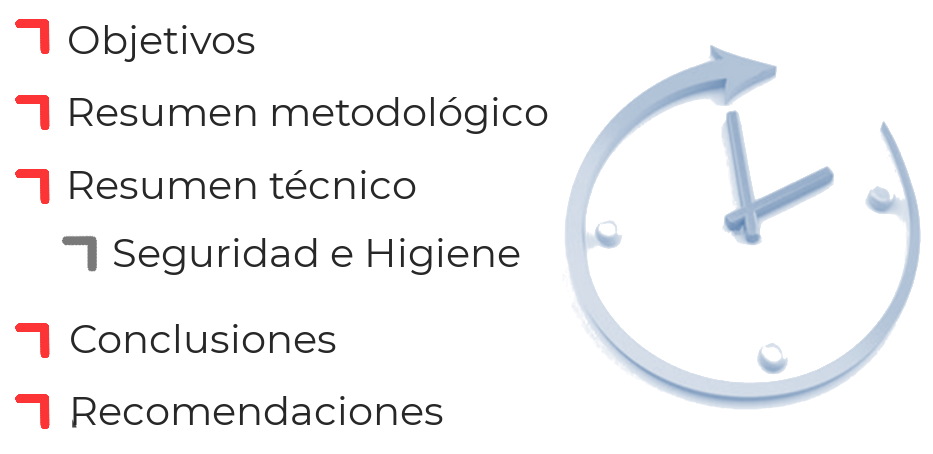 Objetivos
Resumen metodológico
Resumen técnico
Seguridad e Higiene
Conclusiones
Recomendaciones